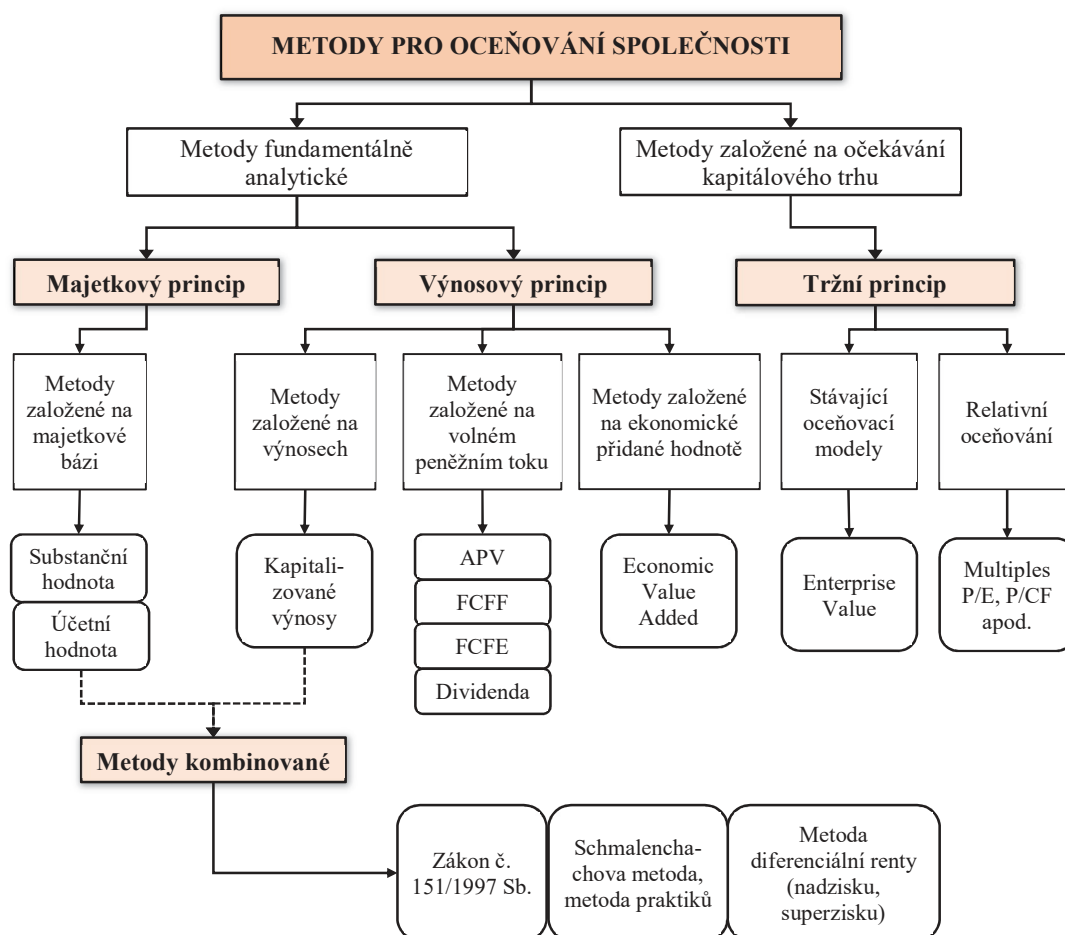 METODY PRO OCEŇOVÁNÍ SPOLEČNOSTI
Metody fundamentálně
analytické
Metody založené na očekávání
kapitálového trhu
Majetkový princip
Výnosový princip
Tržní princip
Metody
založené na
majetkové
bázi
Metody
založené na
výnosech
Metody
založené na
volném
peněžním toku
Metody založené
na ekonomické
přidané hodnotě
Stávající
oceňovací
modely
Relativní
oceňování
Substanční
hodnota
Účetní
hodnota
Kapitali-
zované
výnosy
APV
FCFF
FCFE
Dividenda
Economic
Value
Added
Enterprise
Value
Multiples
P/E, P/CF
apod.
Metody kombinované
Zákon č.
151/1997 Sb.
Schmalencha-
chova metoda,
metoda praktiků
Metoda
diferenciální renty
(nadzisku,
superzisku)